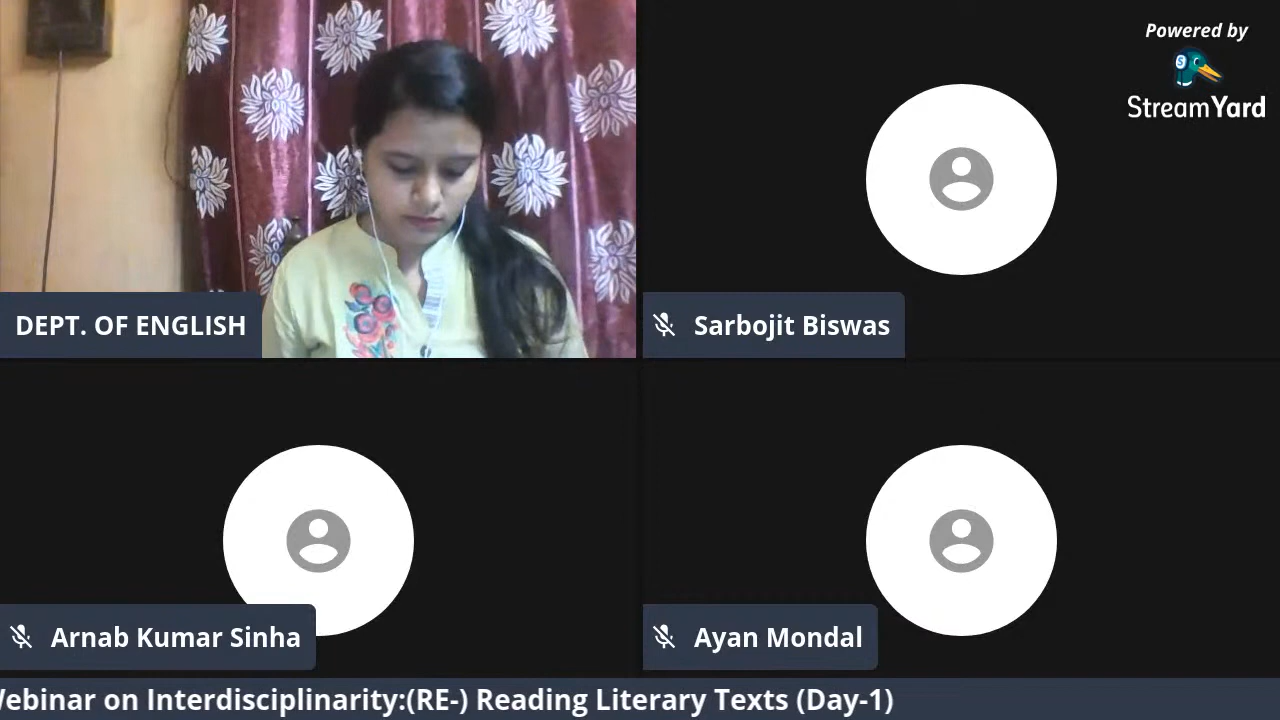 Powered by
StreamYard
DEPT. OF ENGLISH
Sarbojit Biswas
Arnab Kumar Sinha
Ayan Mondal
on Interdisciplinarity:(RE-) Reading Literary Texts (Day-1)